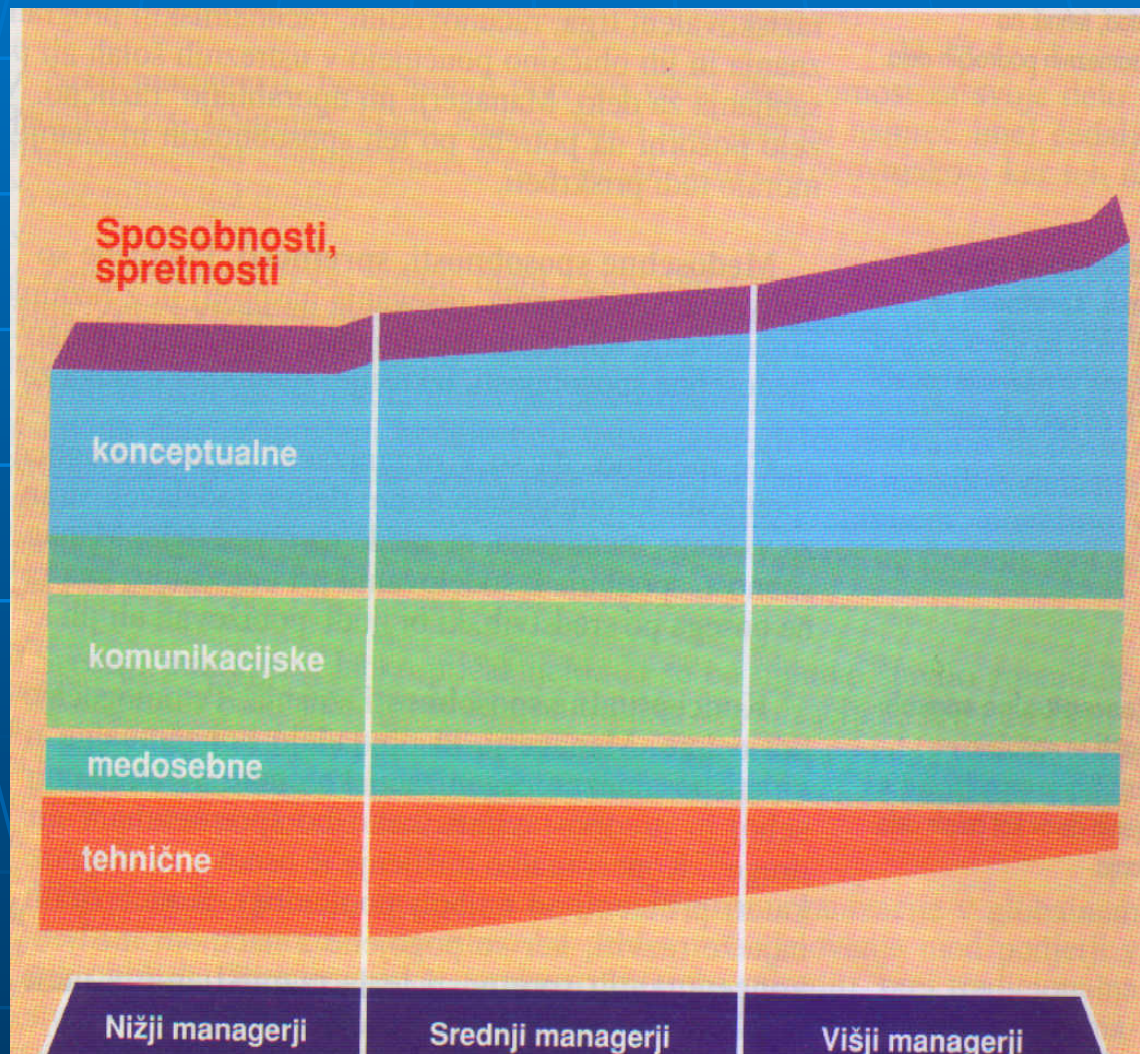 Sposobnosti,
spretnosti
konceptualne
komunikacijske
medosebne
tehnične
Nižji managerji
Srednji managerji
Višji managerji